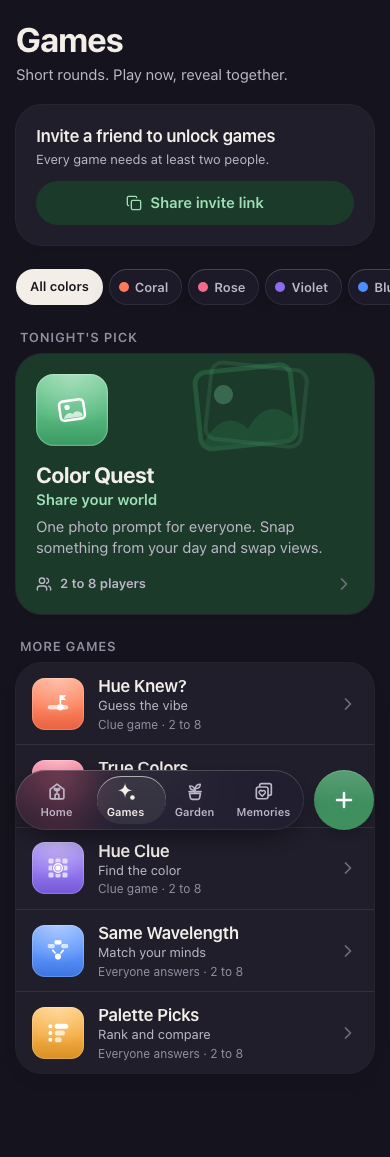 Games
Short rounds. Play now, reveal together.
Invite a friend to unlock games
Every game needs at least two people.
Share invite link
All colors
Coral
Rose
Violet
TONIGHT'S PICK
Color Quest
Share your world
One photo prompt for everyone. Snap
something from your day and swap views.
2 to 8 players
MORE GAMES
Hue Knew?
Guess the vibe
Clue game · 2 to 8
True Colors
Home
Games
Garden
Memories
Hue Clue
Find the color
Clue game · 2 to 8
Same Wavelength
Match your minds
Everyone answers · 2 to 8
Palette Picks
Rank and compare
Everyone answers · 2 to 8